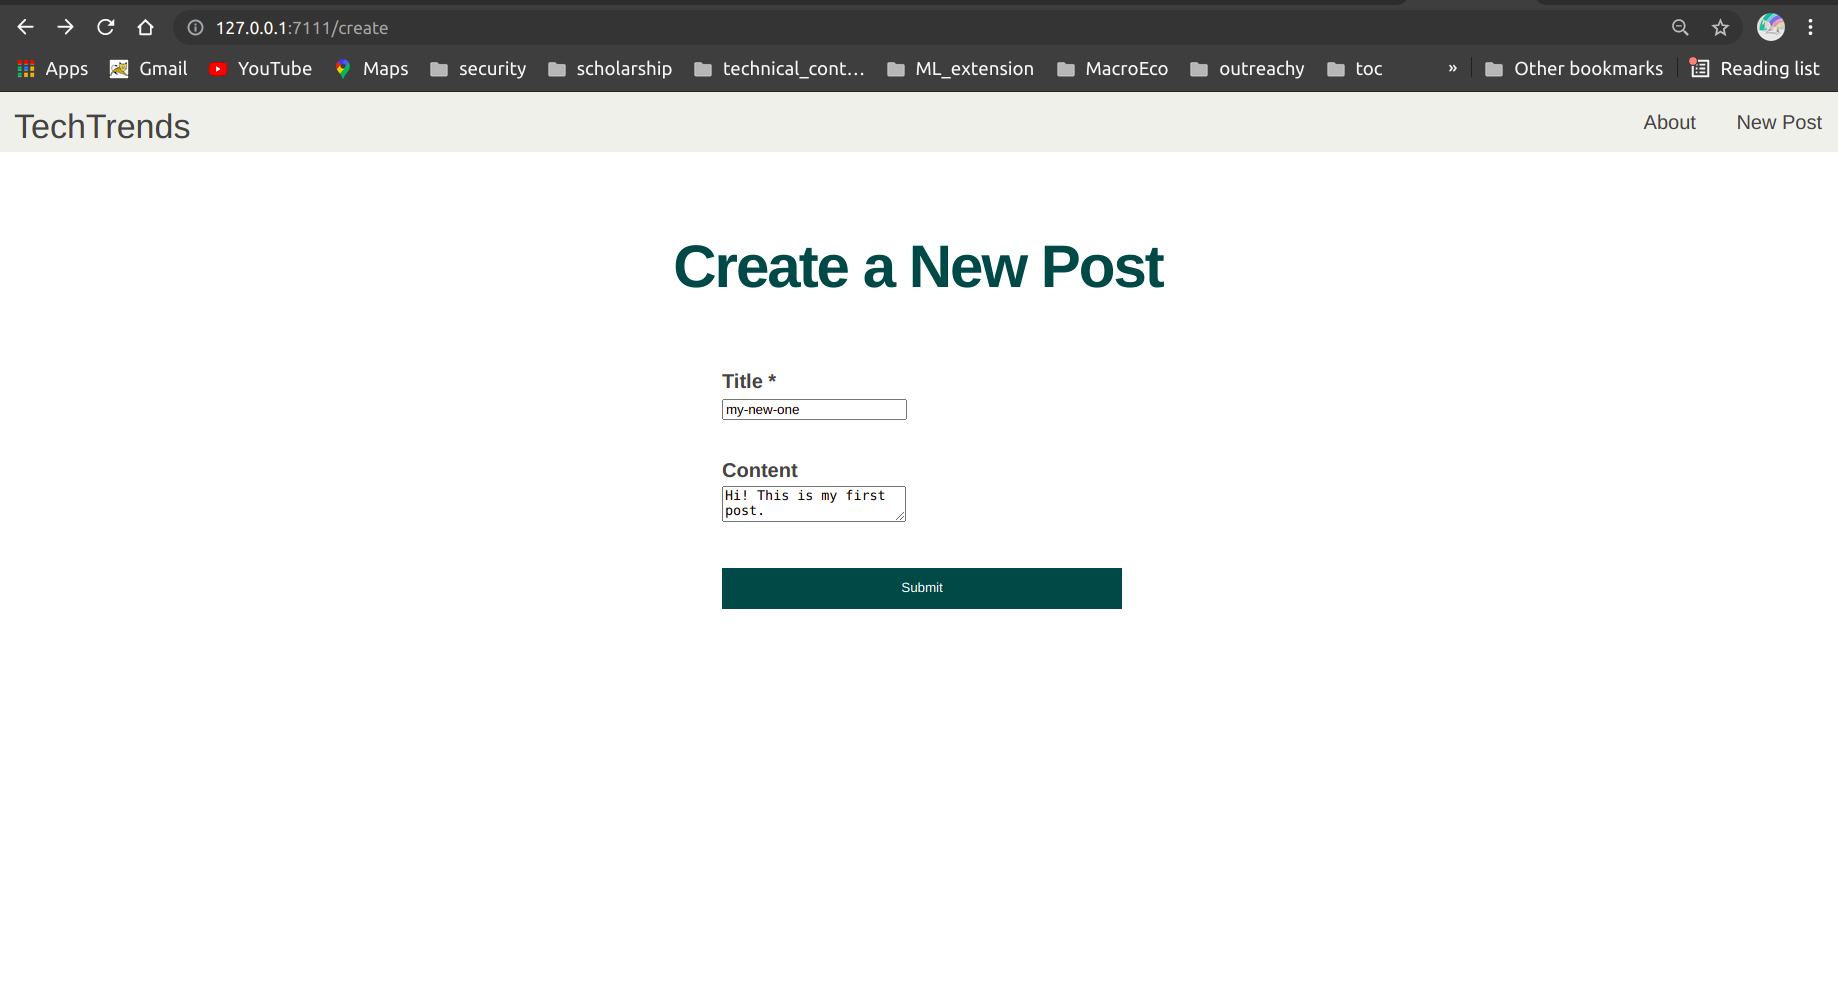 127.0.0.1:7111/create
Apps Gmail YouTube Maps security scholarship technical_cont... ML_extension MacroEco outreachy toc » Other bookmarks Reading list
TechTrends About New Post
Create a New Post
Title *
my-new-one
Content
Hi! This is my first
post.
Submit